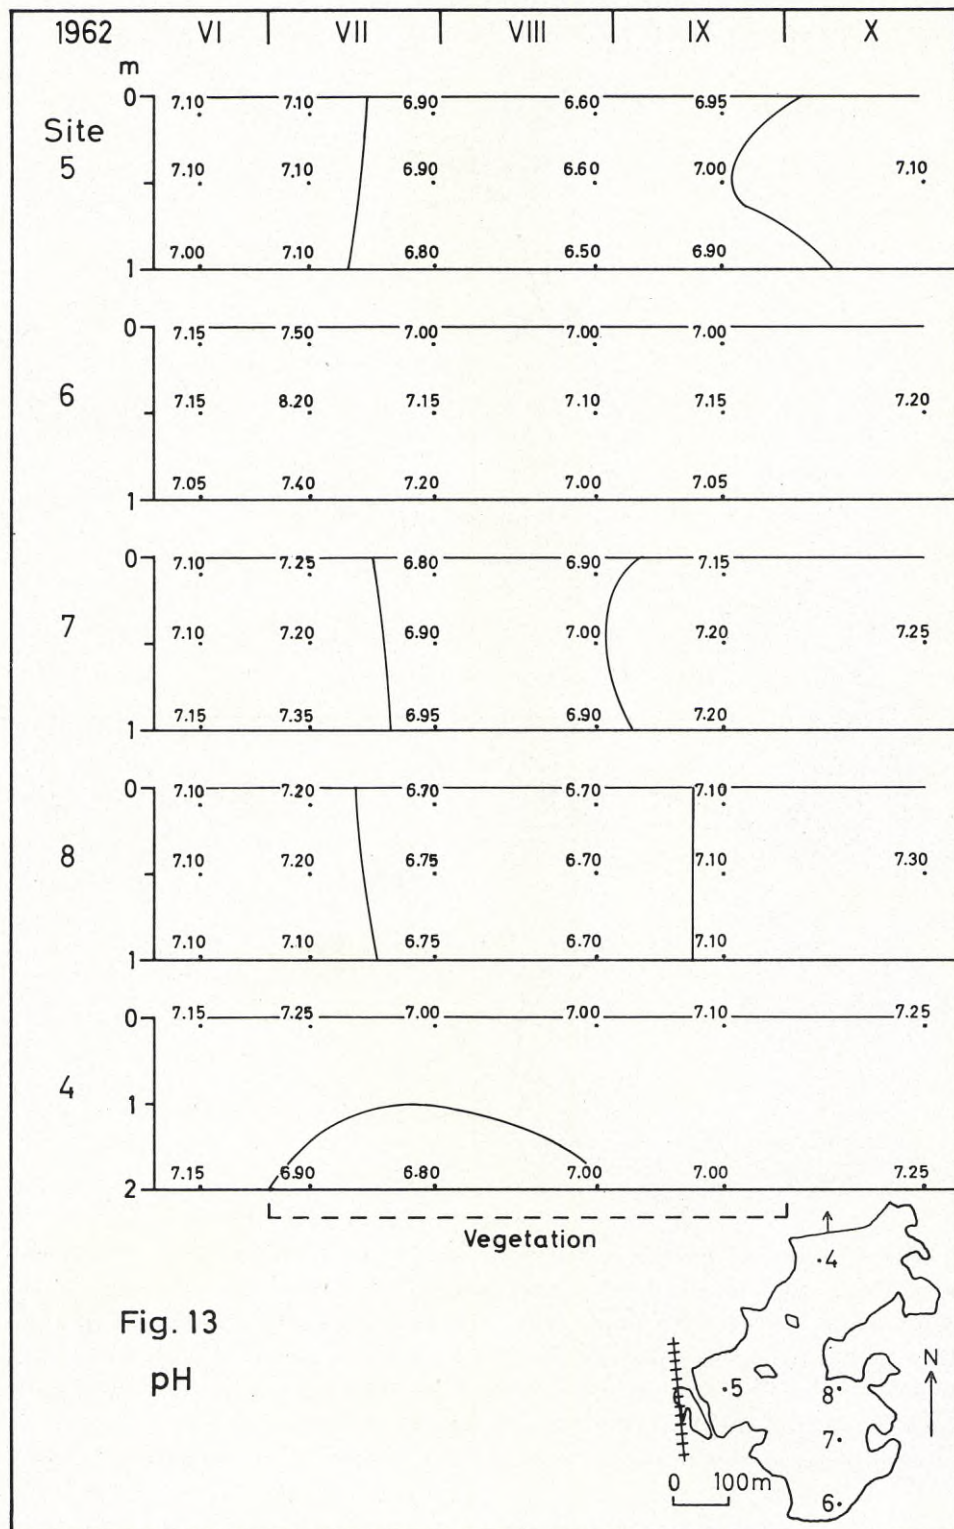 1962 VI VII VIII IX X
m
0 7.10 7.10 6.90 6.60 6.95
Site
5 7.10 7.10 6.90 6.60 7.00 7.10
1 7.00 7.10 6.80 6.50 6.90
0 7.15 7.50 7.00 7.00 7.00
6 7.15 8.20 7.15 7.10 7.15 7.20
1 7.05 7.40 7.20 7.00 7.05
0 7.10 7.25 6.80 6.90 7.15
7 7.10 7.20 6.90 7.00 7.20 7.25
1 7.15 7.35 6.95 6.90 7.20
0 7.10 7.20 6.70 6.70 7.10
8 7.10 7.20 6.75 6.70 7.10 7.30
1 7.10 7.10 6.75 6.70 7.10
0 7.15 7.25 7.00 7.00 7.10 7.25
4 1
2 7.15 6.90 6.80 7.00 7.00 7.25
Vegetation
4
Fig. 13
pH
N
5 8
7
0 100m
6